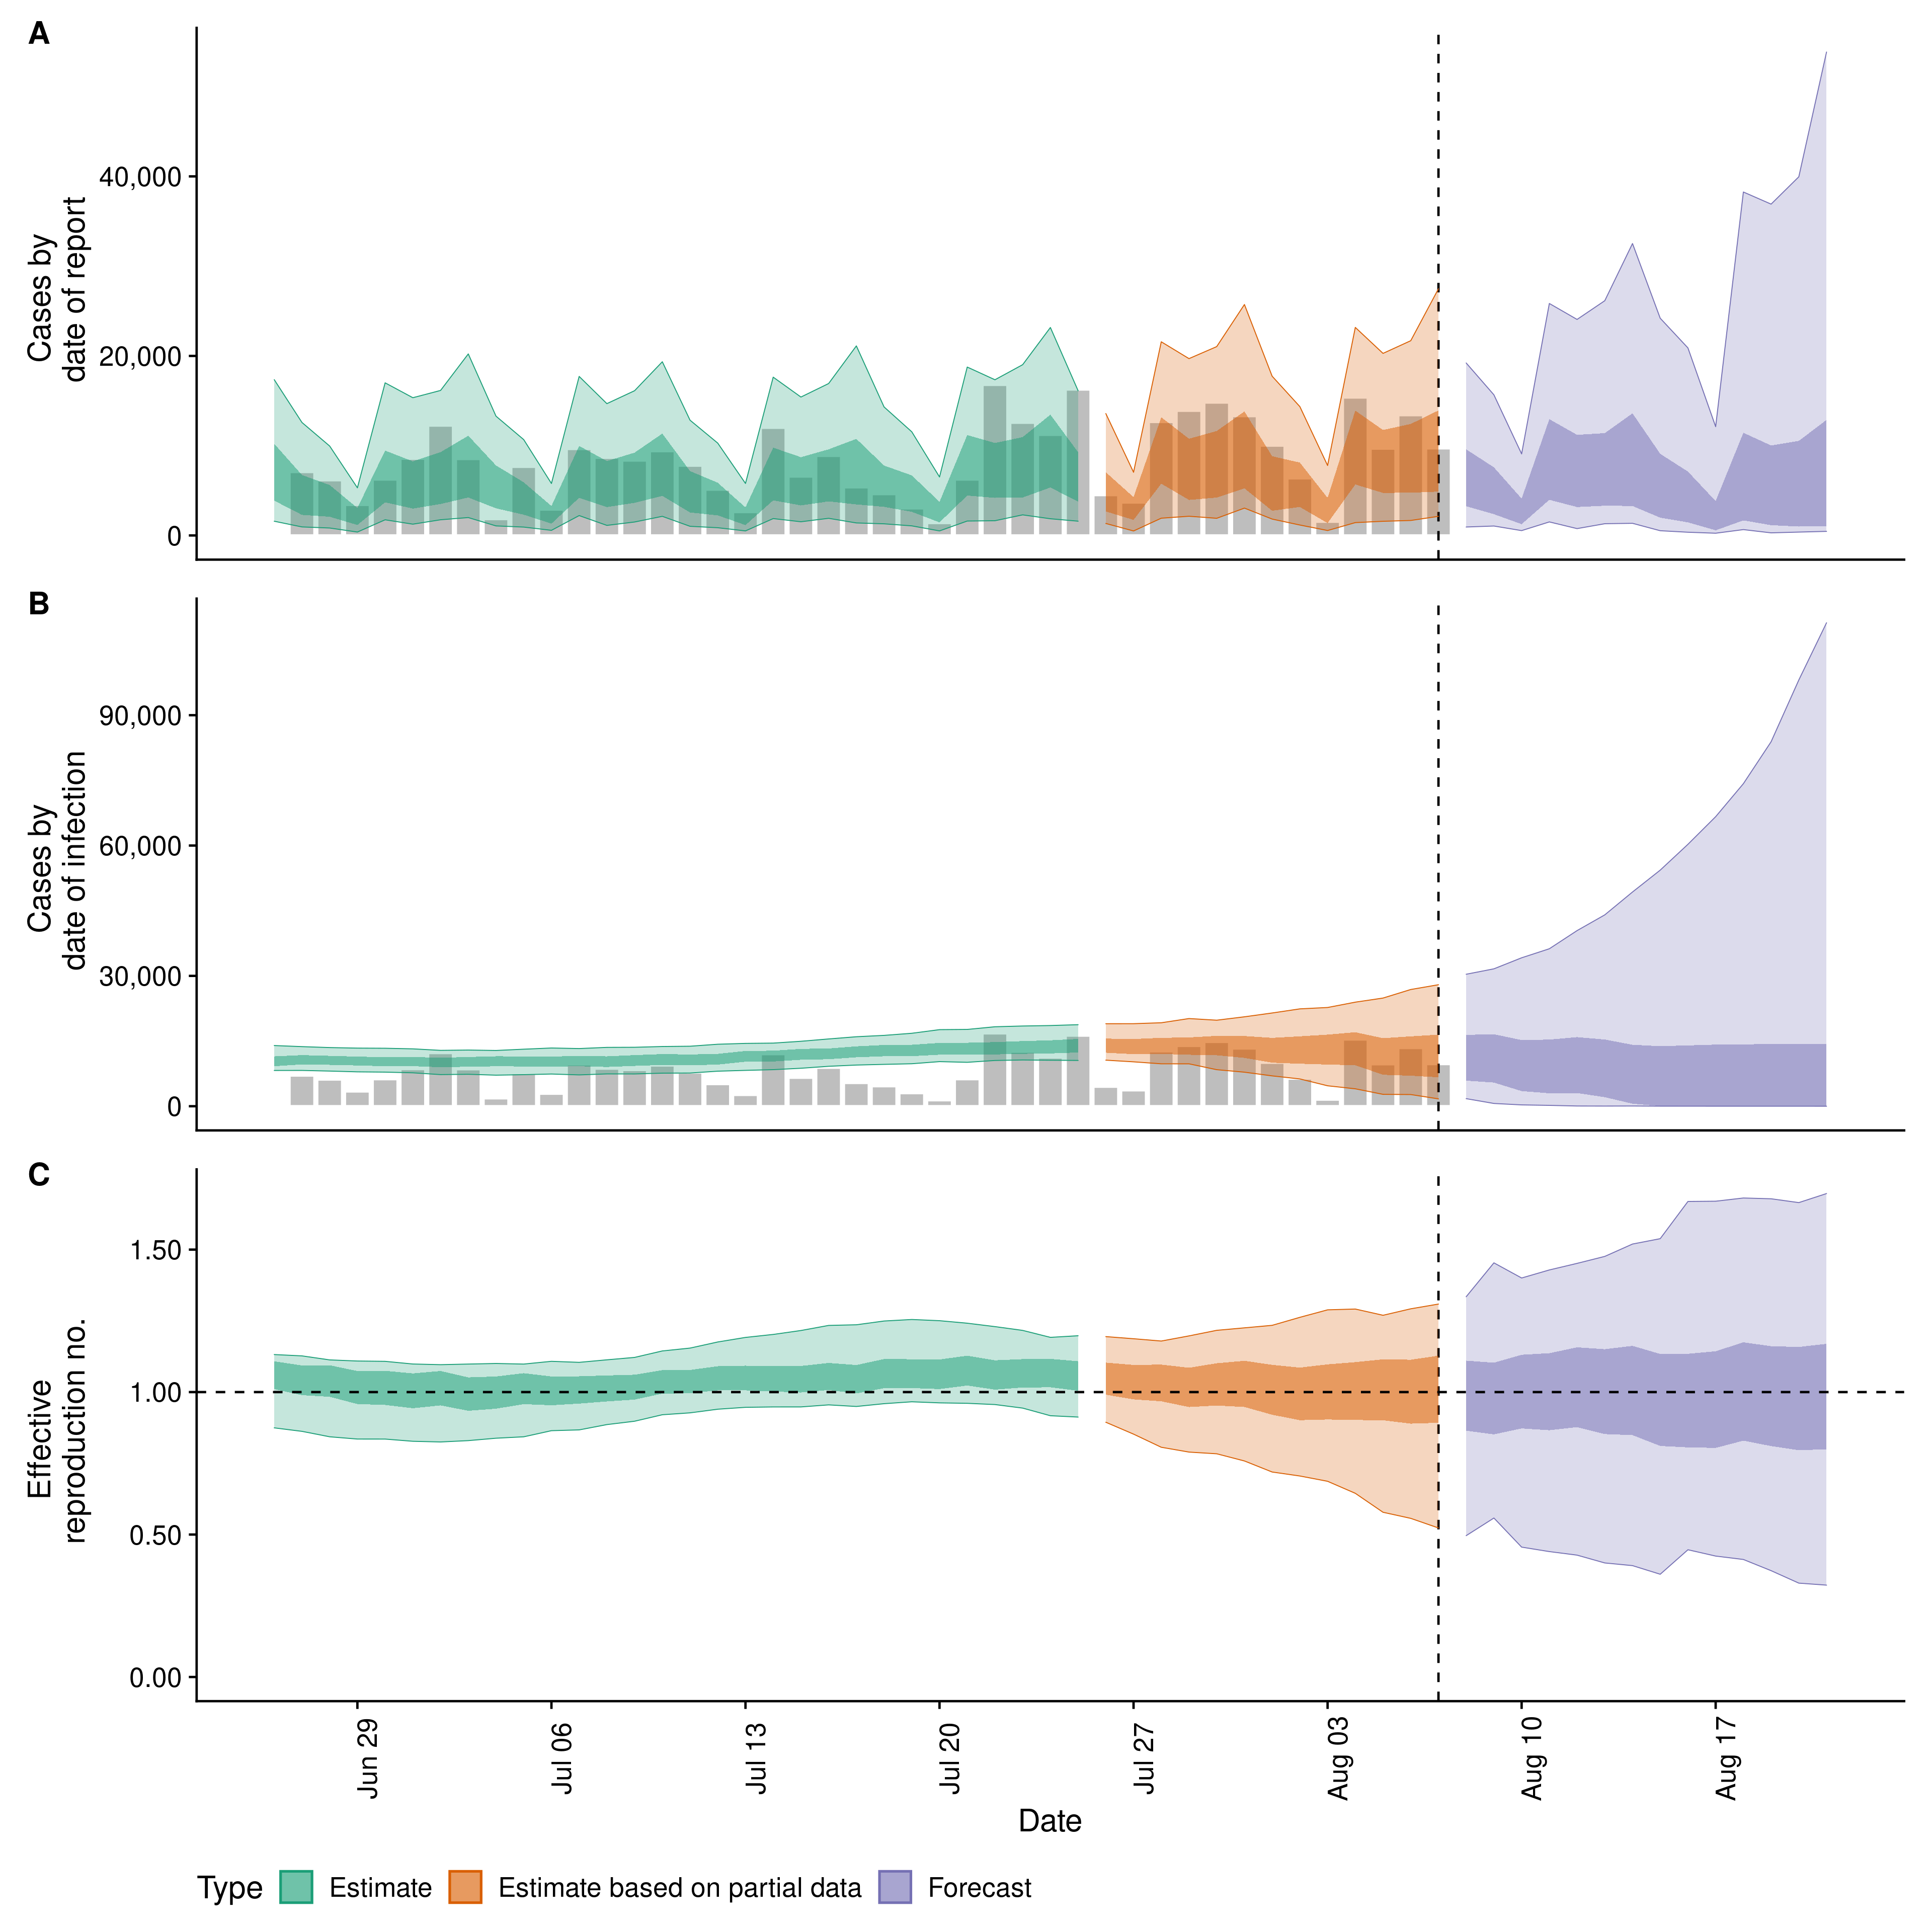 A
Cases by
date of report
40,000
20,000
0
B
Cases by
date of infection
90,000
60,000
30,000
0
C
Effective
reproduction no.
1.50
1.00
0.50
0.00
Jun 29
Jul 06
Jul 13
Jul 20
Jul 27
Aug 03
Aug 10
Aug 17
Date
Type Estimate Estimate based on partial data Forecast